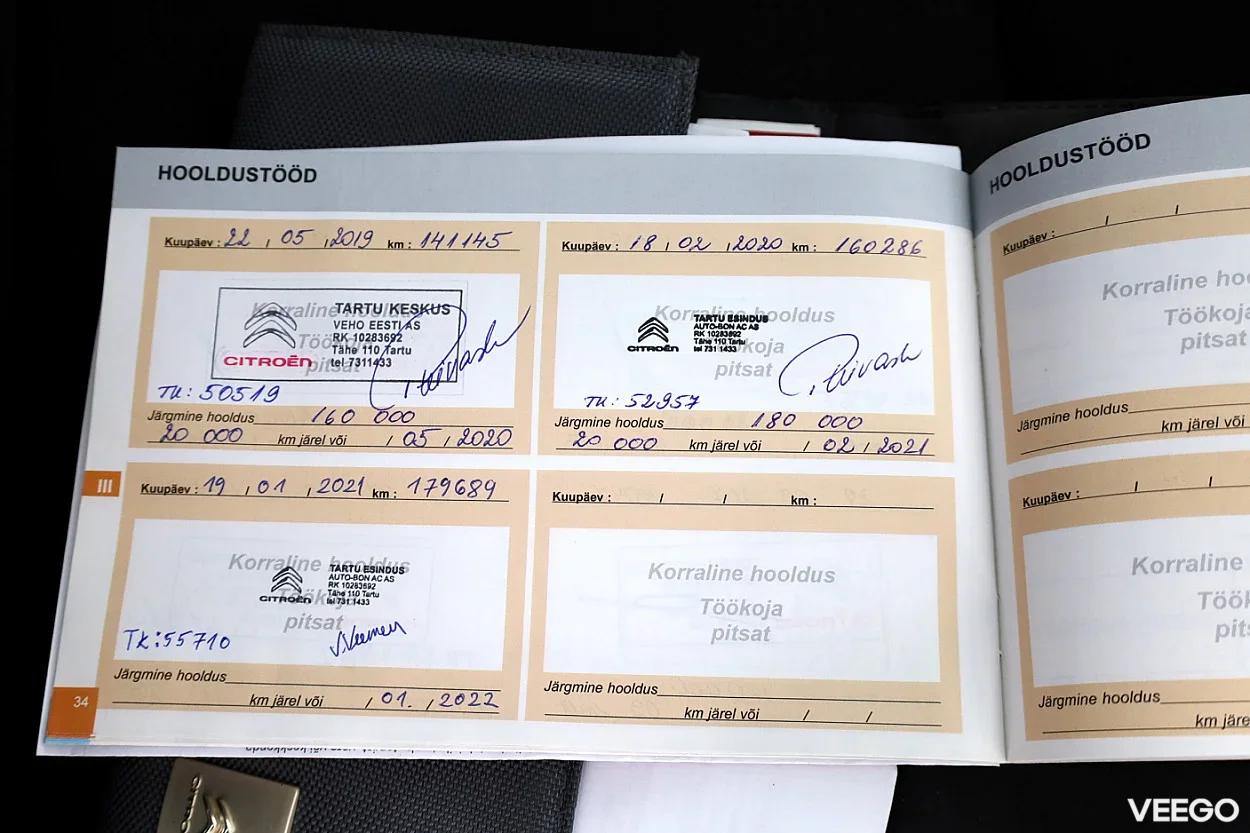 HOOLDUSTÖÖD
Kuupäev : 22 / 05 / 2019 km : 141145
Korraline hooldus
Töökoja
pitsat
TARTU KESKUS
VEHO EESTI AS
RK 10283692
Tähe 110 Tartu
tel 7311433
CITROËN
TK: 50519
Järgmine hooldus 160 000
20 000 km järel või / 05 / 2020
Kuupäev : 18 / 02 / 2020 km : 160286
Korraline hooldus
Töökoja
pitsat
TARTU ESINDUS
AUTO-BON AC AS
RK 10283692
Tähe 110 Tartu
tel 731 1433
CITROËN
TK: 52957
Järgmine hooldus 180 000
20 000 km järel või / 02 / 2021
III
Kuupäev : 19 / 01 / 2021 km : 179689
Korraline hooldus
Töökoja
pitsat
TARTU ESINDUS
AUTO-BON AC AS
RK 10283692
Tähe 110 Tartu
tel 731 1433
CITROËN
TK: 55710
Järgmine hooldus
km järel või / 01. / 2022
Kuupäev : / / km :
Korraline hooldus
Töökoja
pitsat
Järgmine hooldus
km järel või / /
34
HOOLDUSTÖÖD
Kuupäev : / /
Korraline
Töökoja
pitsat
Järgmine hooldus
km järel või
Kuupäev : / /
Korraline
Järgmine hooldus
km
VEEGO